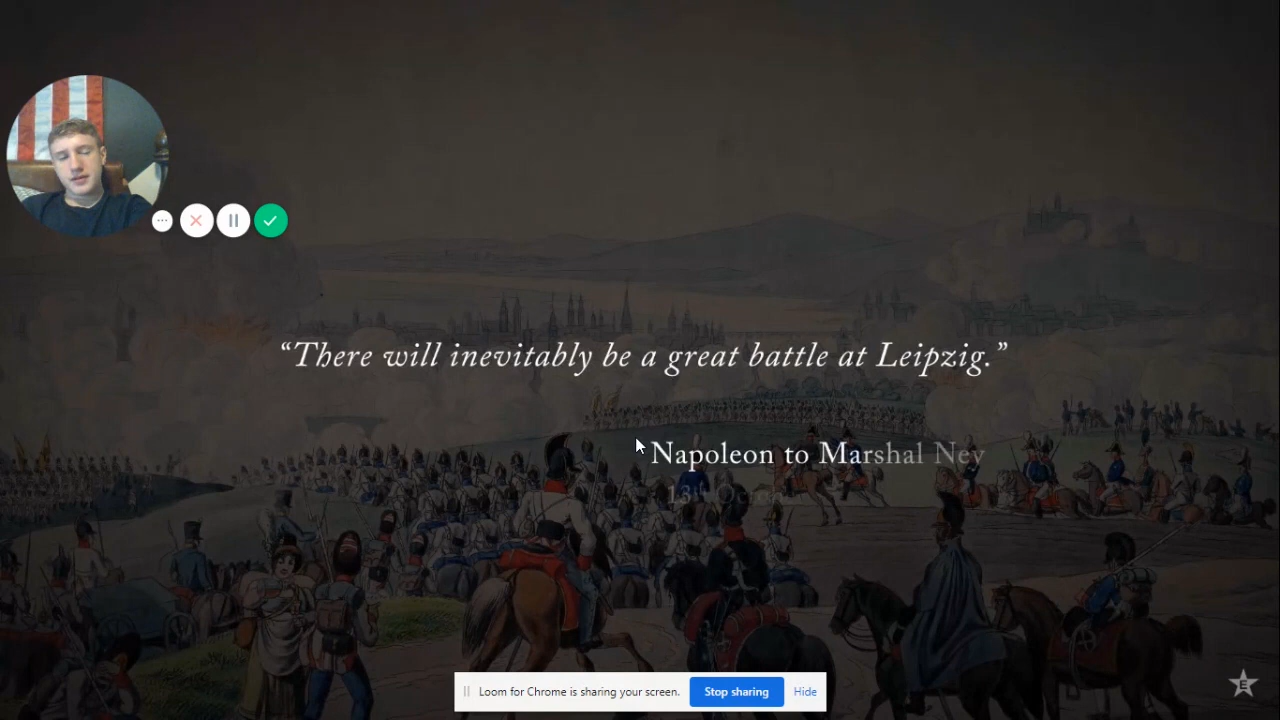 “There will inevitably be a great battle at Leipzig.”
Napoleon to Marshal Ney
Loom for Chrome is sharing your screen.
Stop sharing
Hide
E